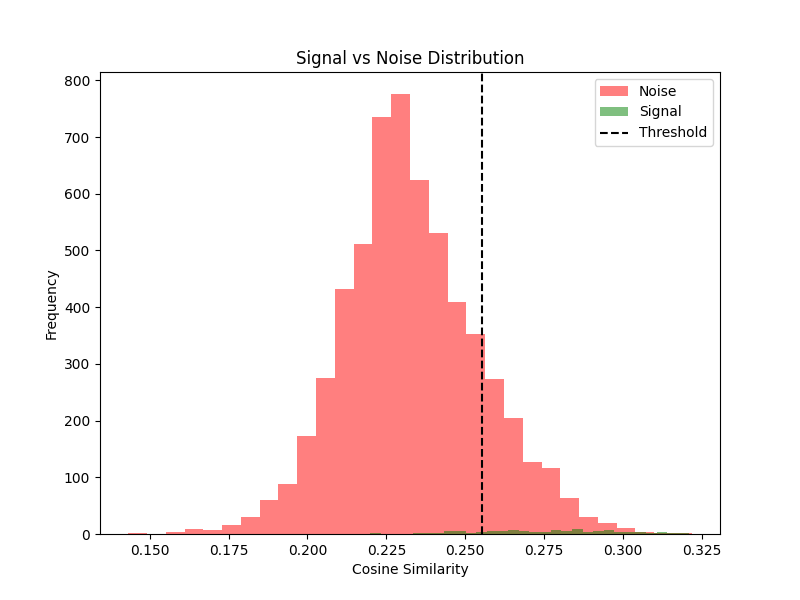 Signal vs Noise Distribution
Noise
Signal
Threshold
800
700
600
500
400
300
200
100
0
Frequency
0.150 0.175 0.200 0.225 0.250 0.275 0.300 0.325
Cosine Similarity